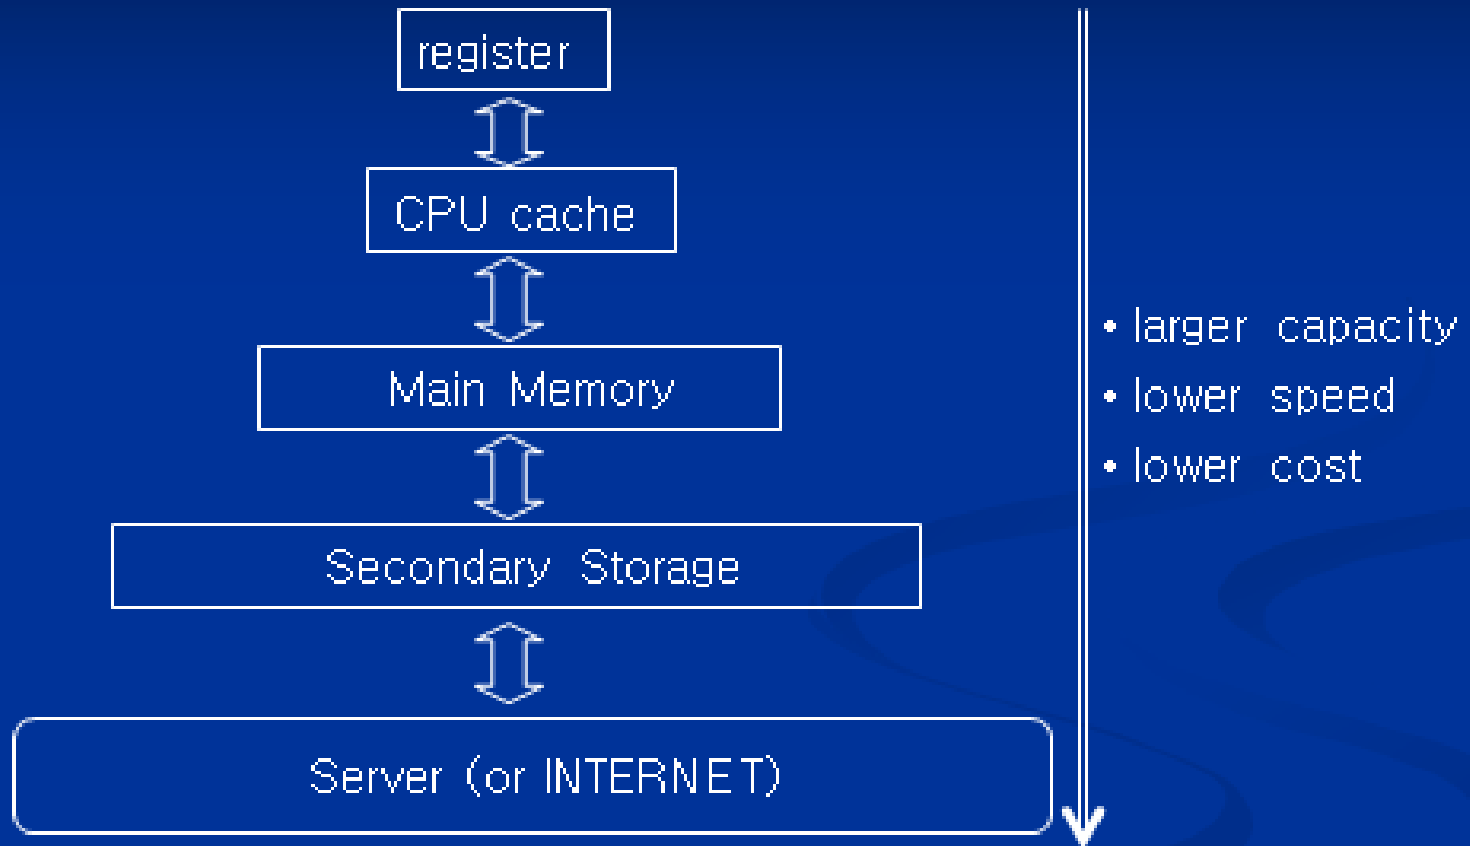 register
CPU cache
Main Memory
Secondary Storage
Server (or INTERNET)
• larger capacity
• lower speed
• lower cost